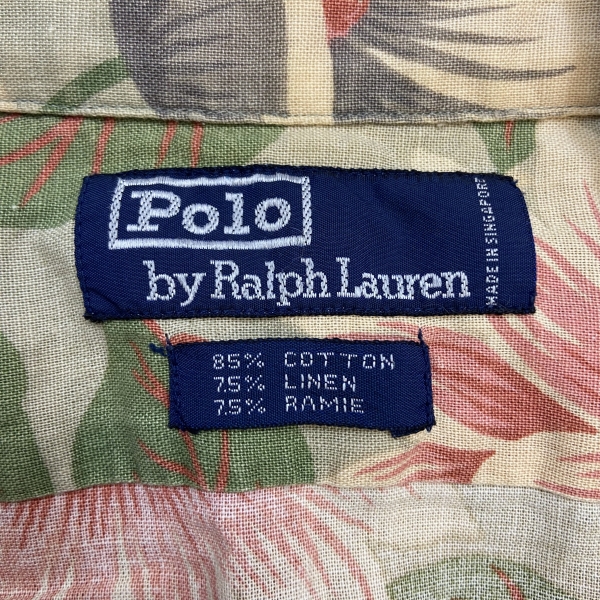 Polo
by Ralph Lauren
MADE IN SINGAPORE
85% COTTON
7.5% LINEN
7.5% RAMIE